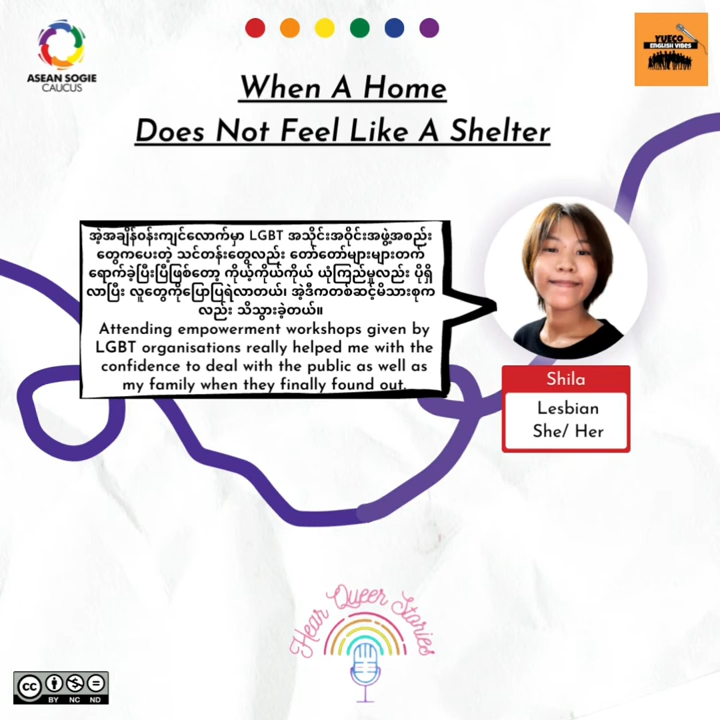 ASEAN SOGIE
CAUCUS
YUECO
ENGLISH VIBES
When A Home
Does Not Feel Like A Shelter
အဲ့အချိန်ဝန်းကျင်လောက်မှာ LGBT အသိုင်းအဝိုင်းအဖွဲ့အစည်း
တွေကပေးတဲ့ သင်တန်းတွေလည်း တော်တော်များများတက်
ရောက်ခဲ့ပြီးပြီဖြစ်တော့ ကိုယ့်ကိုယ်ကိုယ် ယုံကြည်မှုလည်း ပိုရှိ
လာပြီး လူတွေကိုပြောပြရဲလာတယ်၊ အဲ့ဒီကတစ်ဆင့်မိသားစုက
လည်း သိသွားခဲ့တယ်။
Attending empowerment workshops given by
LGBT organisations really helped me with the
confidence to deal with the public as well as
my family when they finally found out.
Shila
Lesbian
She/ Her
Hear Queer Stories
cc
BY NC ND